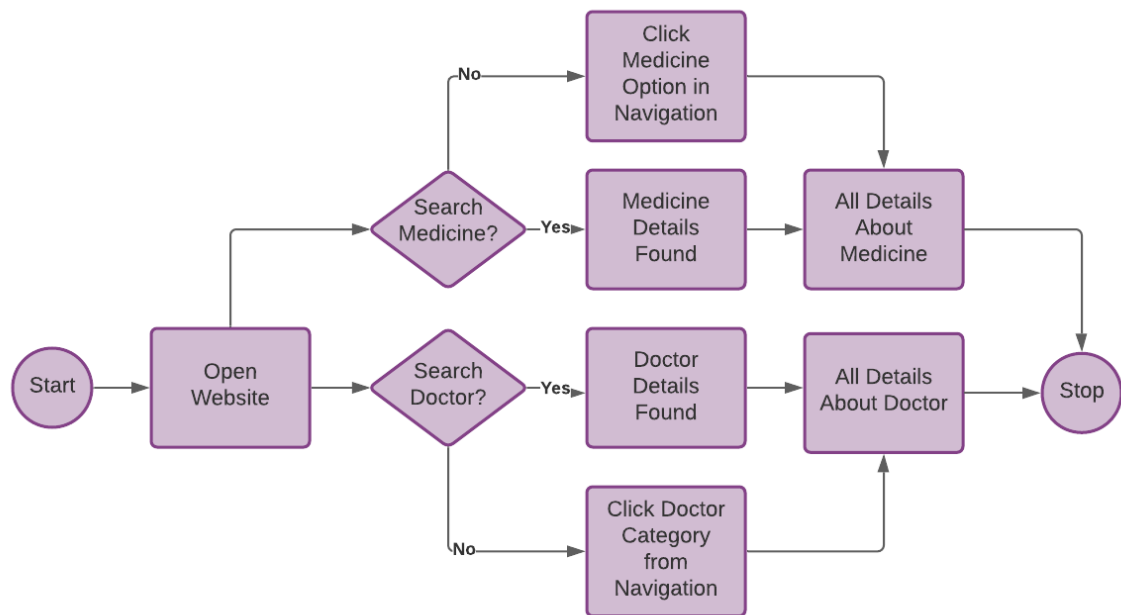 Click
Medicine
Option in
Navigation
No
Search
Medicine?
Yes
Medicine
Details
Found
All Details
About
Medicine
Start
Open
Website
Search
Doctor?
Yes
Doctor
Details
Found
All Details
About Doctor
Stop
No
Click Doctor
Category
from
Navigation